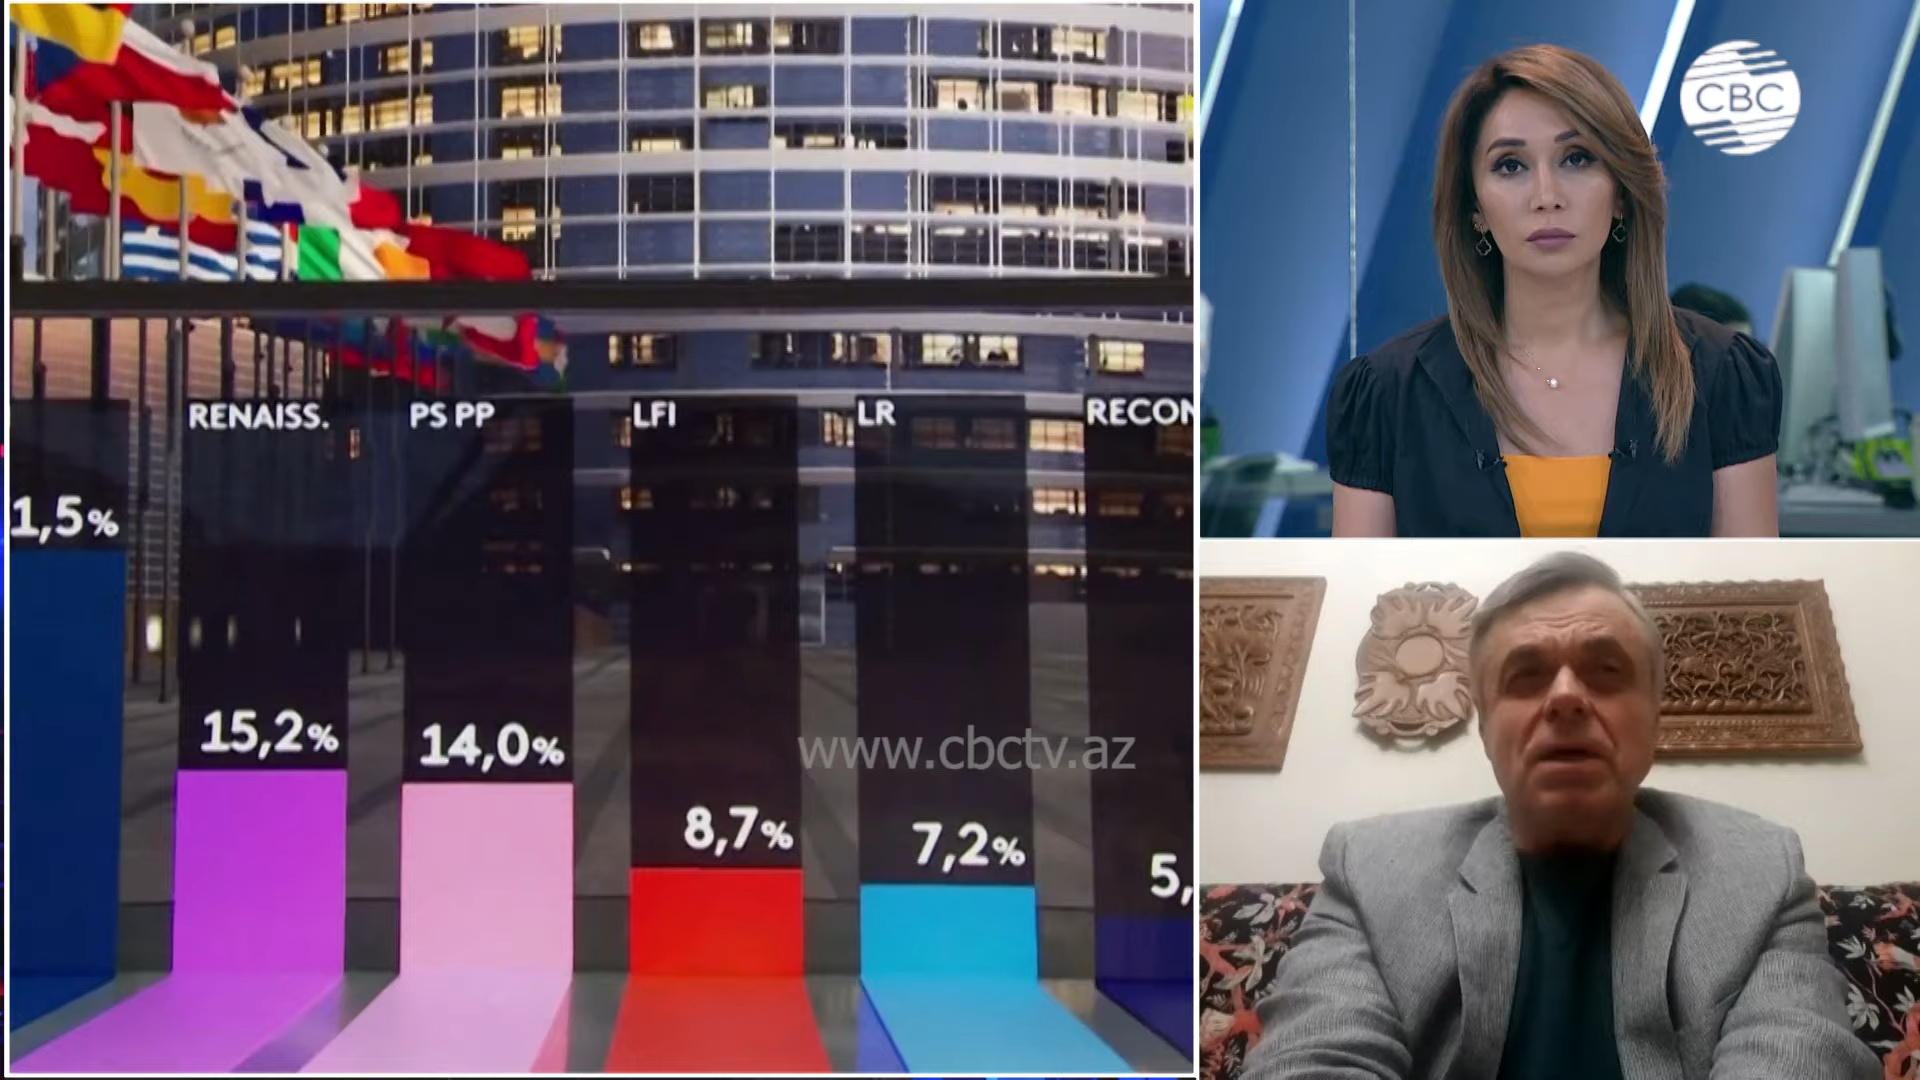 CBC
RENAISS.
PS PP
LFI
LR
RECON
1,5%
15,2%
14,0%
8,7%
7,2%
5,
www.cbctv.az